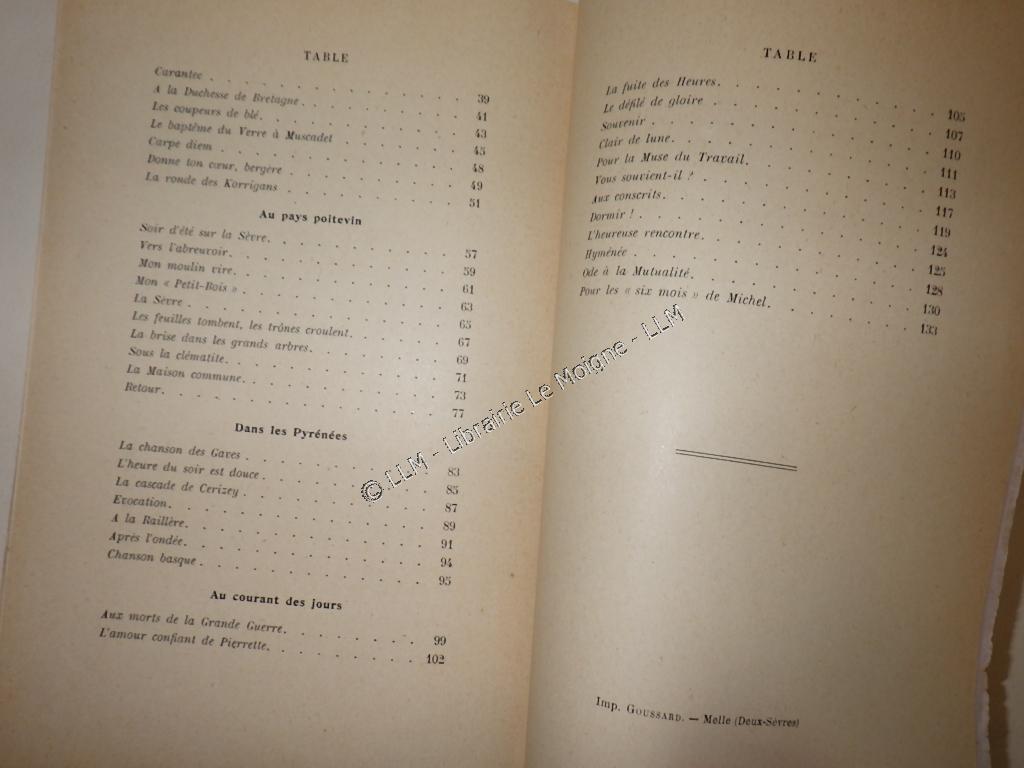 TABLE
Carantec . . . . . . . . . . . . . . 39
A la Duchesse de Bretagne . . . . . . . . . 41
Les coupeurs de blé. . . . . . . . . . . 43
Le baptême du Verre à Muscadet . . . . . . . 45
Carpe diem . . . . . . . . . . . . . 48
Donne ton cœur, bergère . . . . . . . . . 49
La ronde des Korrigans . . . . . . . . . 51
Au pays poitevin
Soir d'été sur la Sèvre. . . . . . . . . . 57
Vers l'abreuvoir. . . . . . . . . . . . 59
Mon moulin vire. . . . . . . . . . . . 61
Mon « Petit-Bois » . . . . . . . . . . . 63
La Sèvre . . . . . . . . . . . . . . 65
Les feuilles tombent, les trônes croulent. . . . . . 67
La brise dans les grands arbres. . . . . . . . 69
Sous la clématite. . . . . . . . . . . . 71
La Maison commune. . . . . . . . . . . 73
Retour. . . . . . . . . . . . . . . 77
Dans les Pyrénées
La chanson des Gaves . . . . . . . . . . 83
L'heure du soir est douce . . . . . . . . . 85
La cascade de Cerizey . . . . . . . . . . 87
Evocation. . . . . . . . . . . . . . 89
A la Raillère. . . . . . . . . . . . . 91
Après l'ondée. . . . . . . . . . . . . 94
Chanson basque . . . . . . . . . . . . 95
Au courant des jours
Aux morts de la Grande Guerre. . . . . . . . 99
L'amour confiant de Pierrette. . . . . . . . . 102
TABLE
La fuite des Heures. . . . . . . . . . . 105
Le défilé de gloire . . . . . . . . . . . 107
Souvenir . . . . . . . . . . . . . . 110
Clair de lune. . . . . . . . . . . . . 111
Pour la Muse du Travail. . . . . . . . . . 113
Vous souvient-il ? . . . . . . . . . . . 117
Aux conscrits. . . . . . . . . . . . . 119
Dormir ! . . . . . . . . . . . . . . 124
L'heureuse rencontre. . . . . . . . . . . 125
Hyménée . . . . . . . . . . . . . . 128
Ode à la Mutualité. . . . . . . . . . . . 130
Pour les « six mois » de Michel. . . . . . . . 133
Imp. GOUSSARD. — Melle (Deux-Sèvres)
© LLM - Librairie Le Moigne - LLM